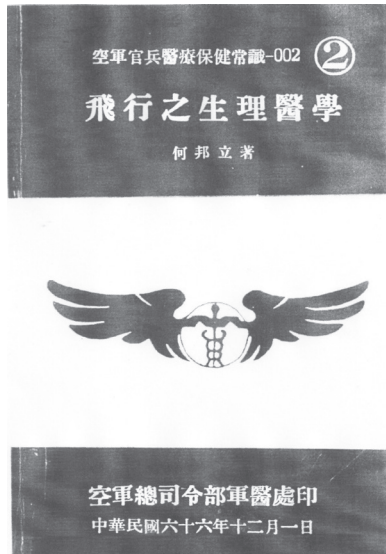 空軍官兵醫療保健常識-002 ②
飛行之生理醫學
何邦立著
空軍總司令部軍醫處印
中華民國六十六年十二月一日